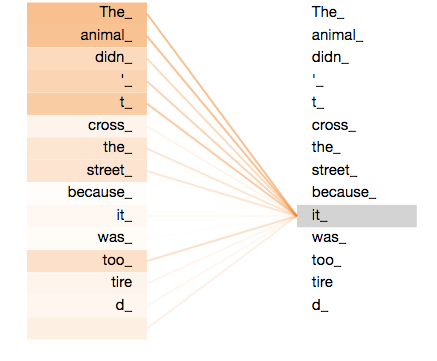 The_ The_
animal_ animal_
didn_ didn_
'_ '_
t_ t_
cross_ cross_
the_ the_
street_ street_
because_ because_
it_ it_
was_ was_
too_ too_
tire tire
d_ d_